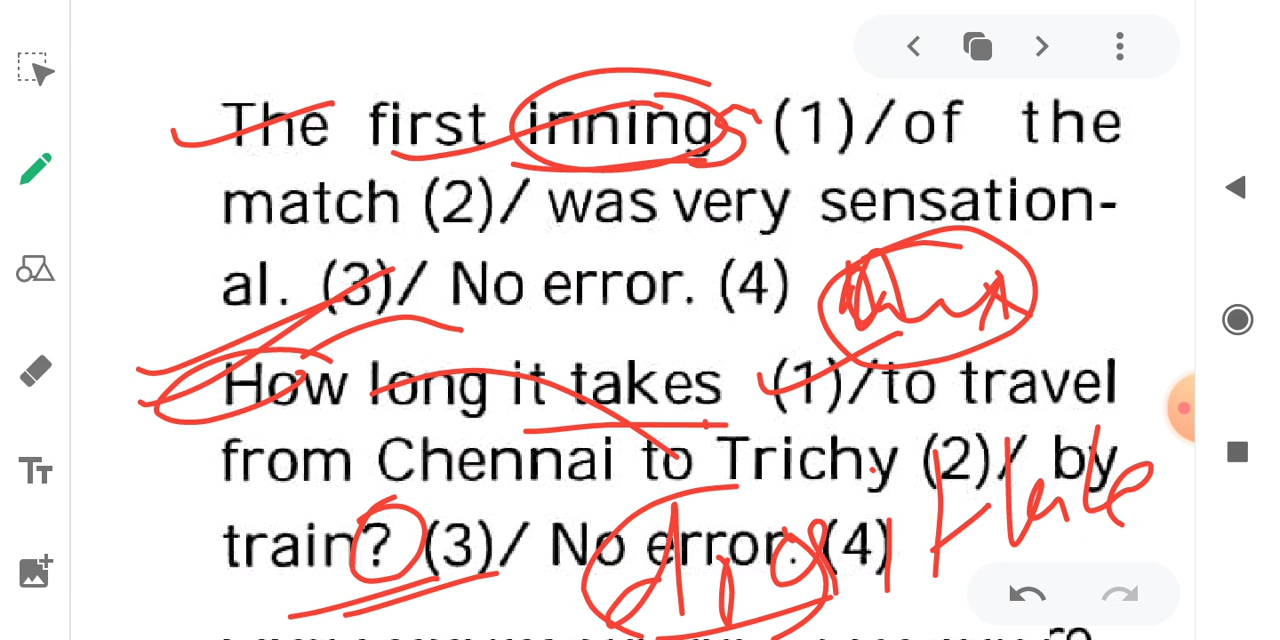 The first innings (1)/of the
match (2)/ was very sensation-
al. (3)/ No error. (4)
How long it takes (1)/to travel
from Chennai to Trichy (2)/ by
train? (3)/ No error. (4)